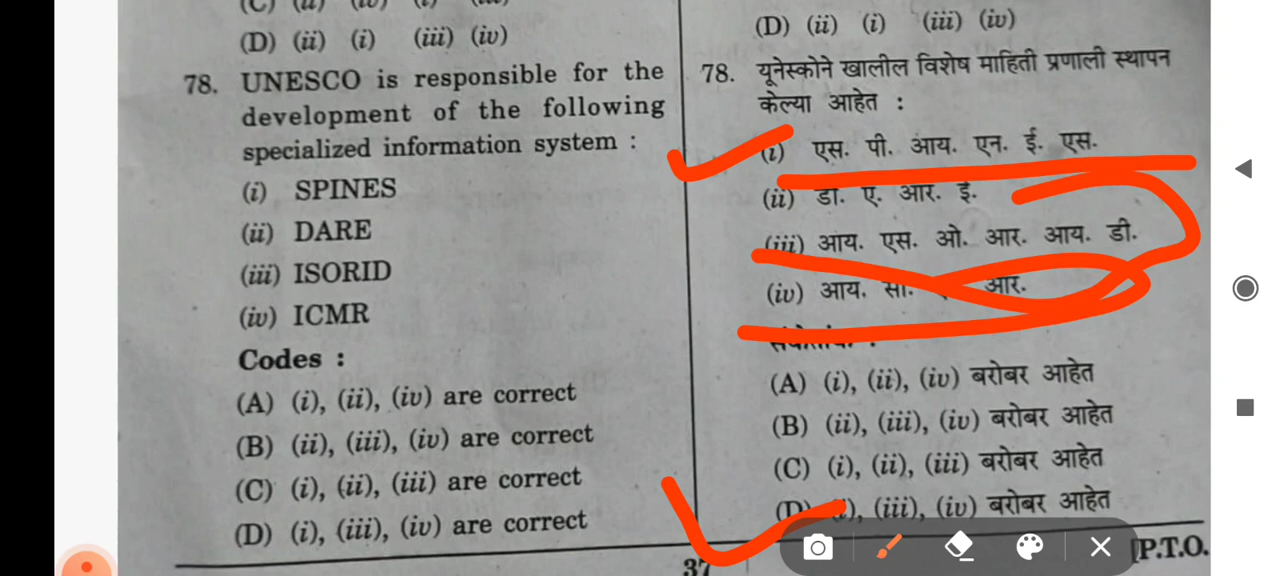 (D) (ii) (i) (iii) (iv)
78. UNESCO is responsible for the
development of the following
specialized information system :
(i) SPINES
(ii) DARE
(iii) ISORID
(iv) ICMR
Codes :
(A) (i), (ii), (iv) are correct
(B) (ii), (iii), (iv) are correct
(C) (i), (ii), (iii) are correct
(D) (i), (iii), (iv) are correct
37
(D) (ii) (i) (iii) (iv)
78. यूनेस्कोने खालील विशेष माहिती प्रणाली स्थापन
केल्या आहेत :
(i) एस. पी. आय. एन. ई. एस.
(ii) डी. ए. आर. ई.
(iii) आय. एस. ओ. आर. आय. डी.
(iv) आय. सी. आर.
(A) (i), (ii), (iv) बरोबर आहेत
(B) (ii), (iii), (iv) बरोबर आहेत
(C) (i), (ii), (iii) बरोबर आहेत
(D) (iii), (iv) बरोबर आहेत
[P.T.O.